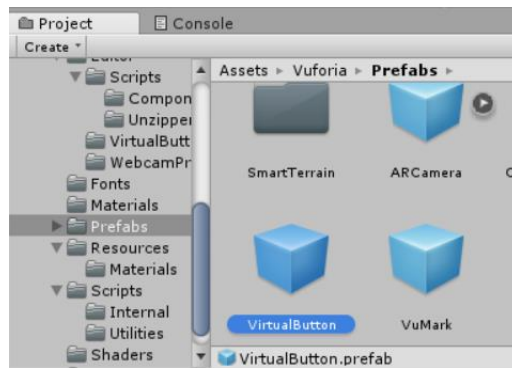 Project
Console
Create
Scripts
Compon
Unzipper
VirtualButt
WebcamPr
Fonts
Materials
Prefabs
Resources
Materials
Scripts
Internal
Utilities
Shaders
Assets Vuforia Prefabs
SmartTerrain
ARCamera
VirtualButton
VuMark
VirtualButton.prefab